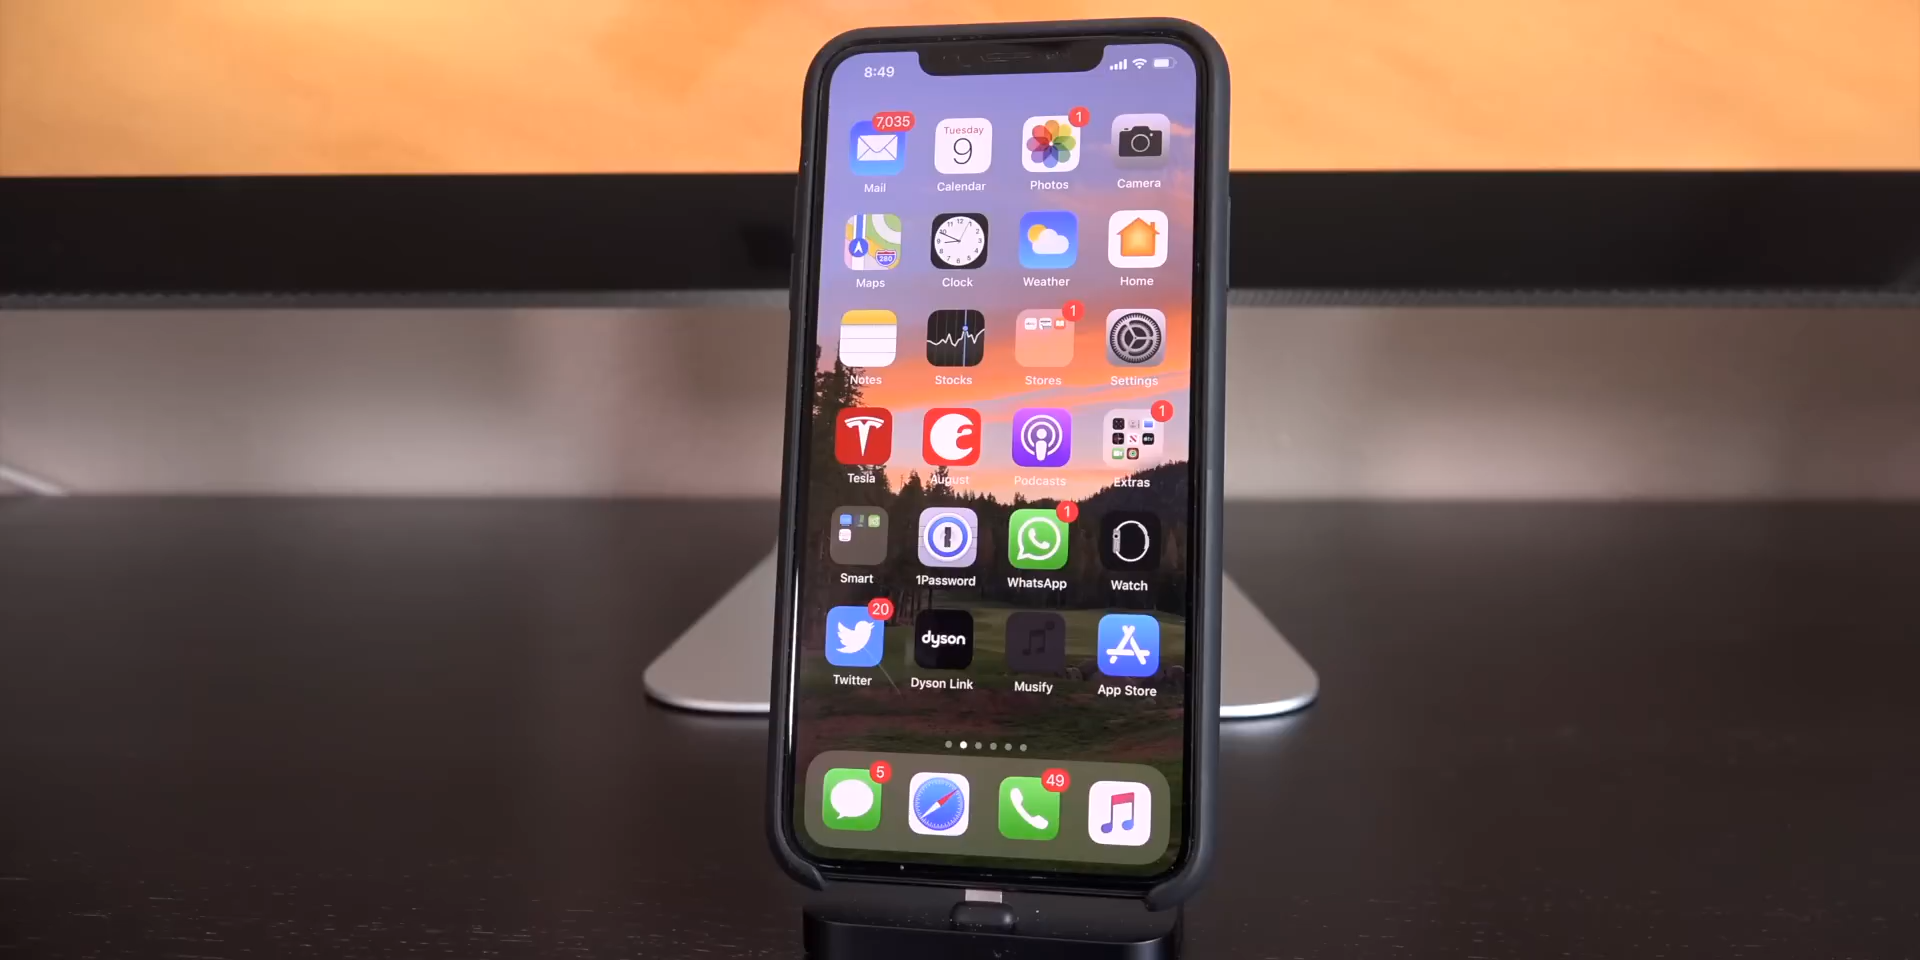 8:49
7,035
1
Tuesday
9
Mail
Calendar
Photos
Camera
280
Maps
Clock
Weather
Home
1
Notes
Stocks
Stores
Settings
1
Tesla
August
Podcasts
Extras
1
Smart
1Password
WhatsApp
Watch
20
dyson
Twitter
Dyson Link
Musify
App Store
5
49